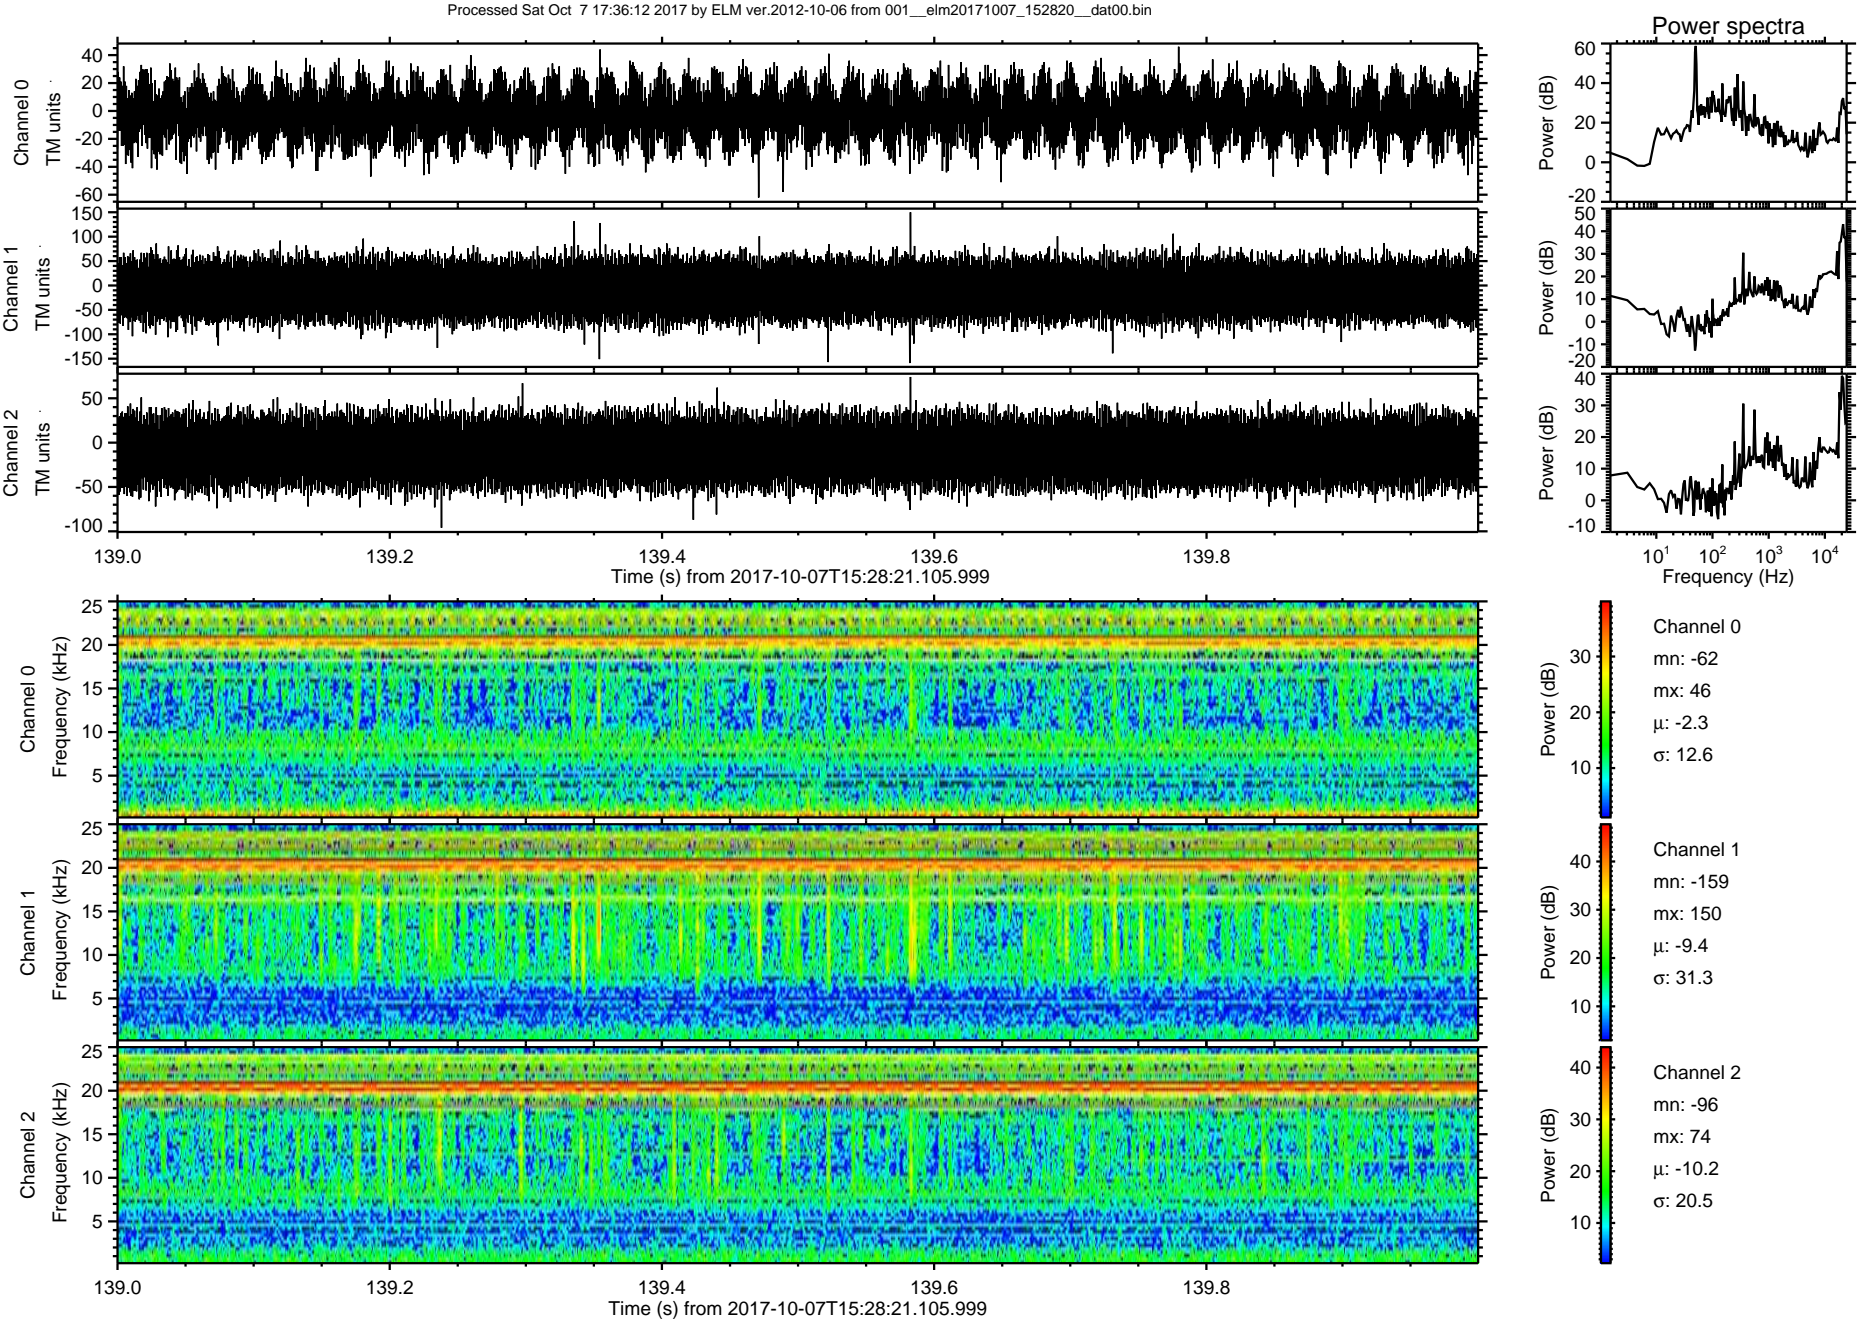 Processed Sat Oct 7 17:36:12 2017 by ELM ver.2012-10-06 from 001__elm20171007_152820__dat00.bin
Power spectra
Channel 0
TM units
40
20
0
-20
-40
-60
Power (dB)
60
40
20
0
-20
Channel 1
TM units
150
100
50
0
-50
-100
-150
Power (dB)
50
40
30
20
10
0
-10
-20
Channel 2
TM units
50
0
-50
-100
Power (dB)
40
30
20
10
0
-10
139.0 139.2 139.4 139.6 139.8
Time (s) from 2017-10-07T15:28:21.105.999
10¹ 10² 10³ 10⁴
Frequency (Hz)
Channel 0
Frequency (kHz)
25
20
15
10
5
Power (dB)
30
20
10
Channel 0
mn: -62
mx: 46
μ: -2.3
σ: 12.6
Channel 1
Frequency (kHz)
25
20
15
10
5
Power (dB)
40
30
20
10
Channel 1
mn: -159
mx: 150
μ: -9.4
σ: 31.3
Channel 2
Frequency (kHz)
25
20
15
10
5
Power (dB)
40
30
20
10
Channel 2
mn: -96
mx: 74
μ: -10.2
σ: 20.5
139.0 139.2 139.4 139.6 139.8
Time (s) from 2017-10-07T15:28:21.105.999